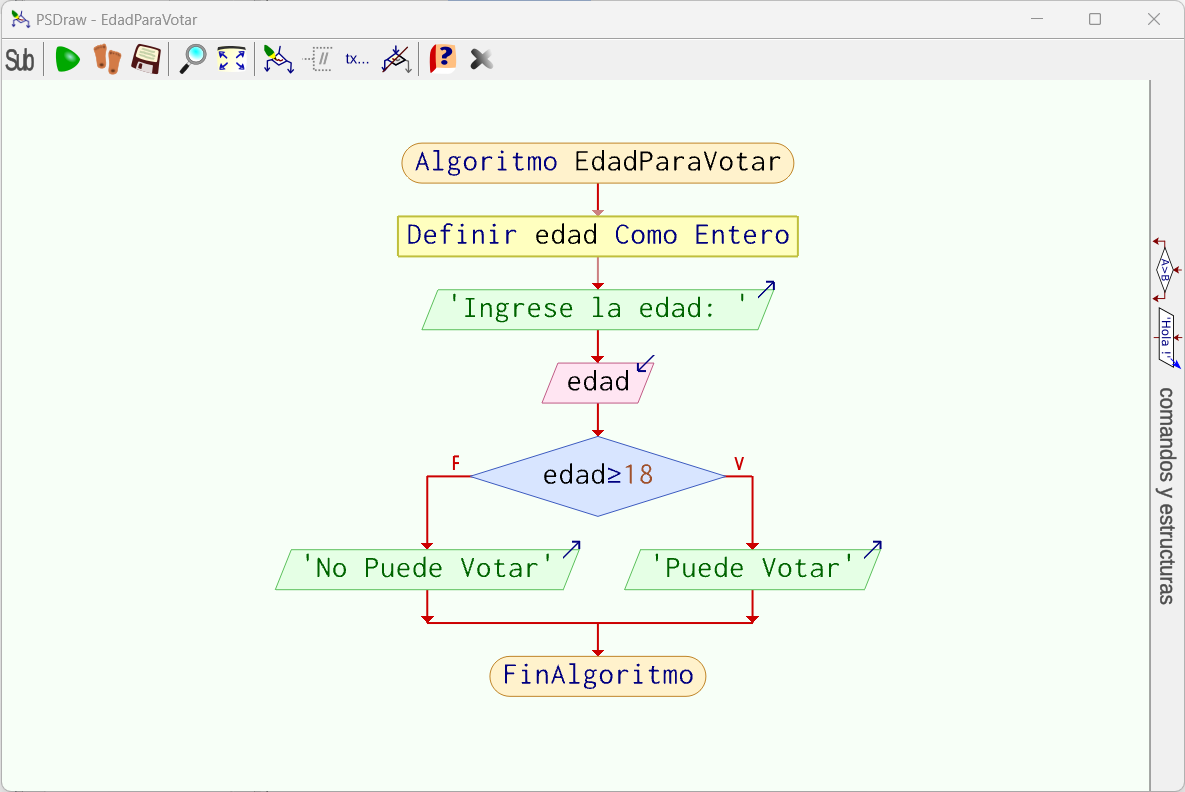 PSDraw - EdadParaVotar
Sub
//
tx...
?
Algoritmo EdadParaVotar
Definir edad Como Entero
'Ingrese la edad: '
edad
edad≥18
F
V
'No Puede Votar'
'Puede Votar'
FinAlgoritmo
A>B
'Hola !'
comandos y estructuras